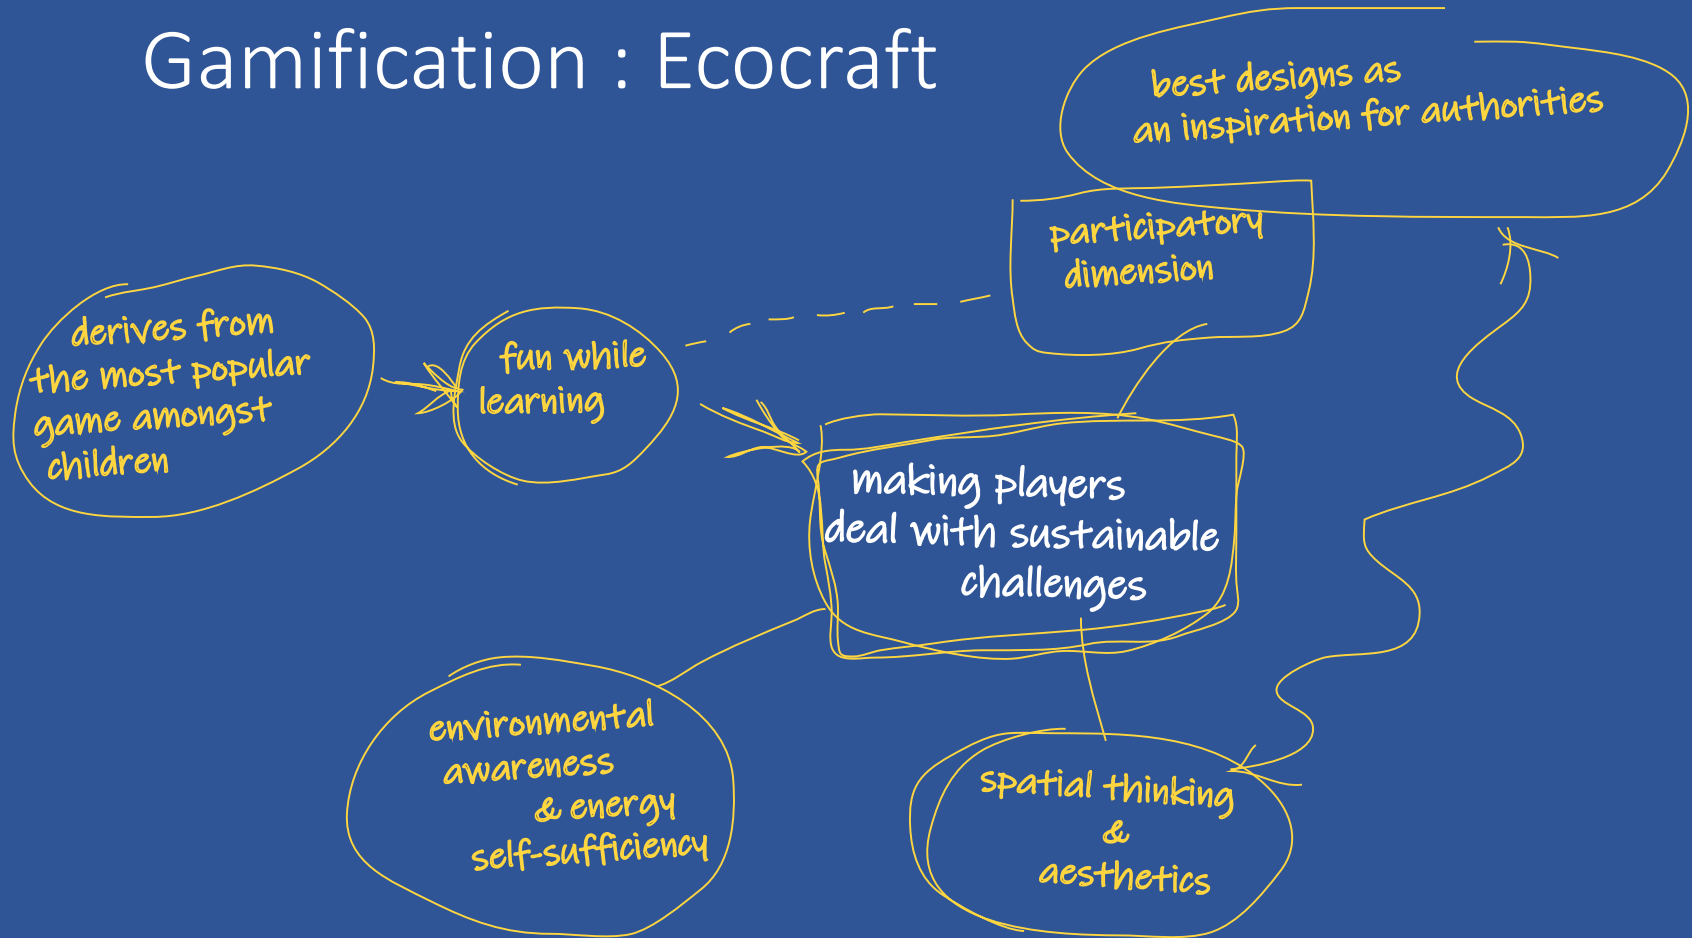 Gamification : Ecocraft
best designs as
an inspiration for authorities
participatory
dimension
derives from
the most popular
game amongst
children
fun while
learning
making players
deal with sustainable
challenges
environmental
awareness
& energy
self-sufficiency
spatial thinking
&
aesthetics